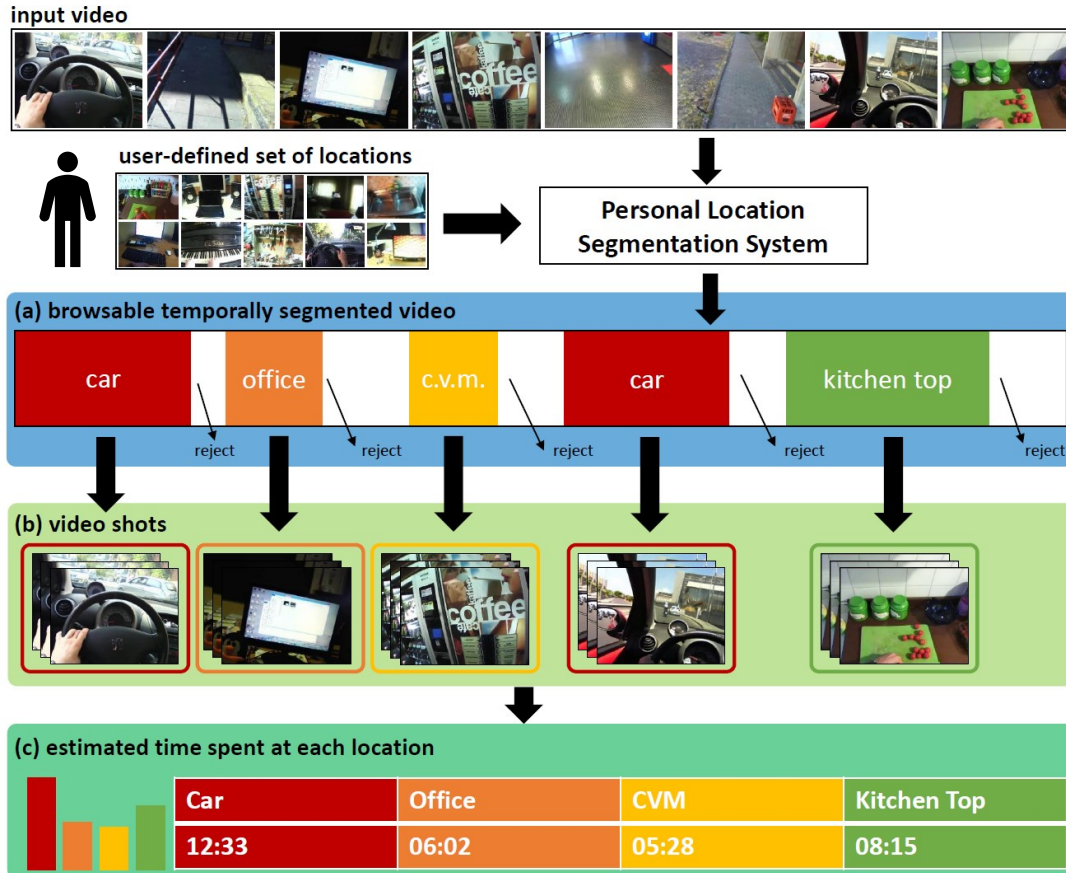 input video
coffee
café
user-defined set of locations
Personal Location
Segmentation System
(a) browsable temporally segmented video
car
office
c.v.m.
car
kitchen top
reject
reject
reject
reject
reject
(b) video shots
coffee
café
(c) estimated time spent at each location
Car
Office
CVM
Kitchen Top
12:33
06:02
05:28
08:15